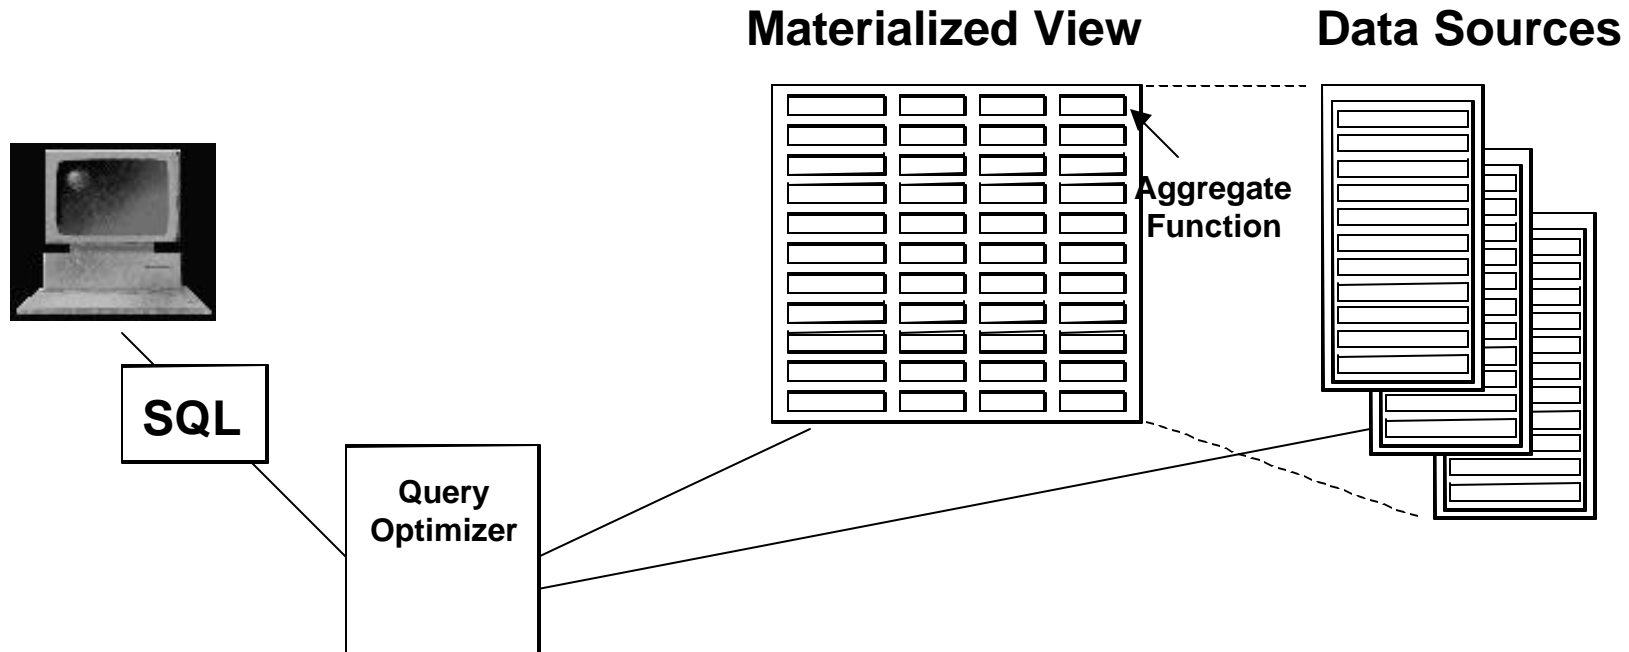 Materialized View
Data Sources
Aggregate
Function
SQL
Query
Optimizer